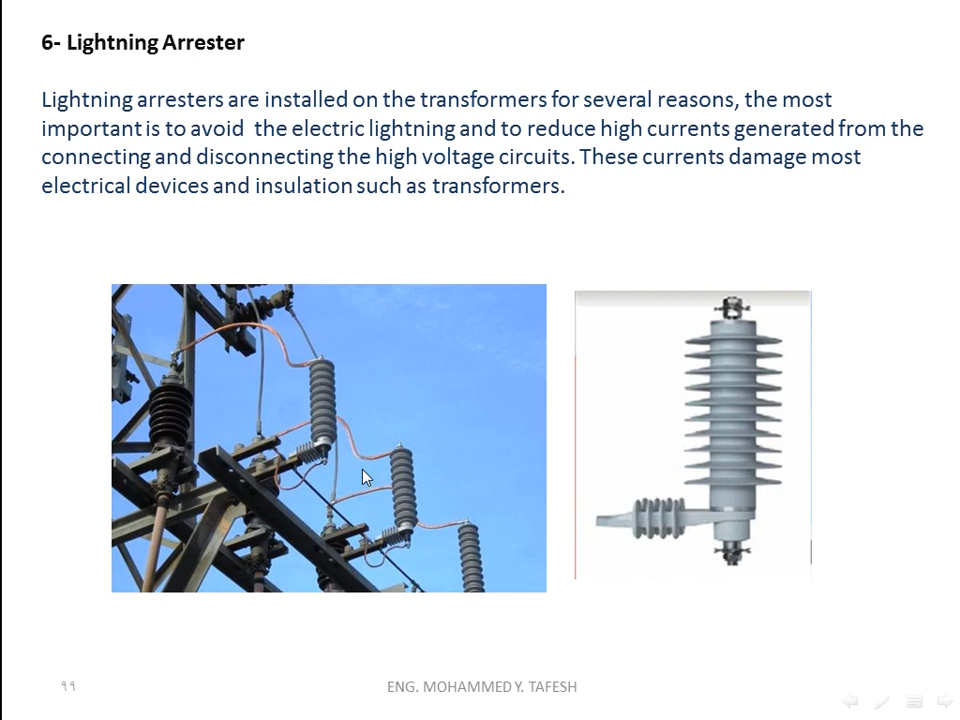 6- Lightning Arrester
Lightning arresters are installed on the transformers for several reasons, the most
important is to avoid  the electric lightning and to reduce high currents generated from the
connecting and disconnecting the high voltage circuits. These currents damage most
electrical devices and insulation such as transformers.
٩٩
ENG. MOHAMMED Y. TAFESH